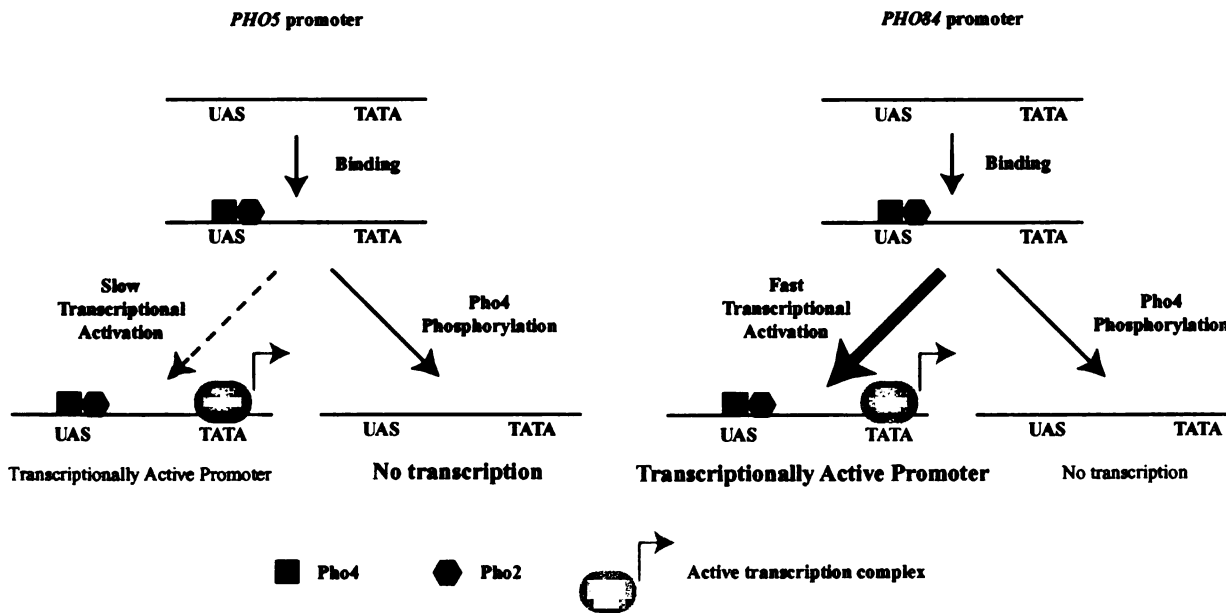 PHO5 promoter
UAS TATA
Binding
UAS TATA
Slow
Transcriptional
Activation
Pho4
Phosphorylation
UAS TATA
Transcriptionally Active Promoter
UAS TATA
No transcription
PHO84 promoter
UAS TATA
Binding
UAS TATA
Fast
Transcriptional
Activation
Pho4
Phosphorylation
UAS TATA
Transcriptionally Active Promoter
UAS TATA
No transcription
Pho4 Pho2 Active transcription complex